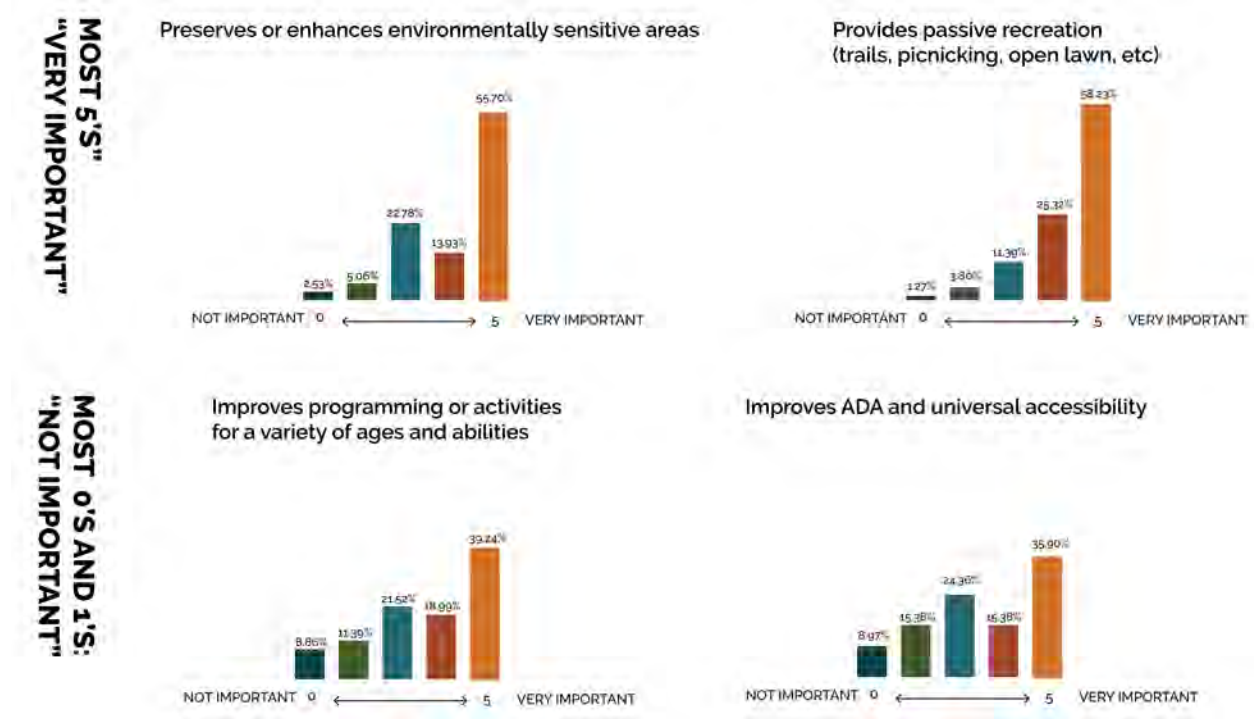 MOST 5'S"
"VERY IMPORTANT"
Preserves or enhances environmentally sensitive areas
2.53%
5.06%
22.78%
13.93%
55.70%
NOT IMPORTANT 0
5 VERY IMPORTANT
Provides passive recreation
(trails, picnicking, open lawn, etc)
1.27%
3.80%
11.39%
25.32%
58.23%
NOT IMPORTANT 0
5 VERY IMPORTANT
MOST 0'S AND 1'S:
"NOT IMPORTANT"
Improves programming or activities
for a variety of ages and abilities
8.86%
11.39%
21.52%
18.99%
39.24%
NOT IMPORTANT 0
5 VERY IMPORTANT
Improves ADA and universal accessibility
8.97%
15.38%
24.36%
15.38%
35.90%
NOT IMPORTANT 0
5 VERY IMPORTANT